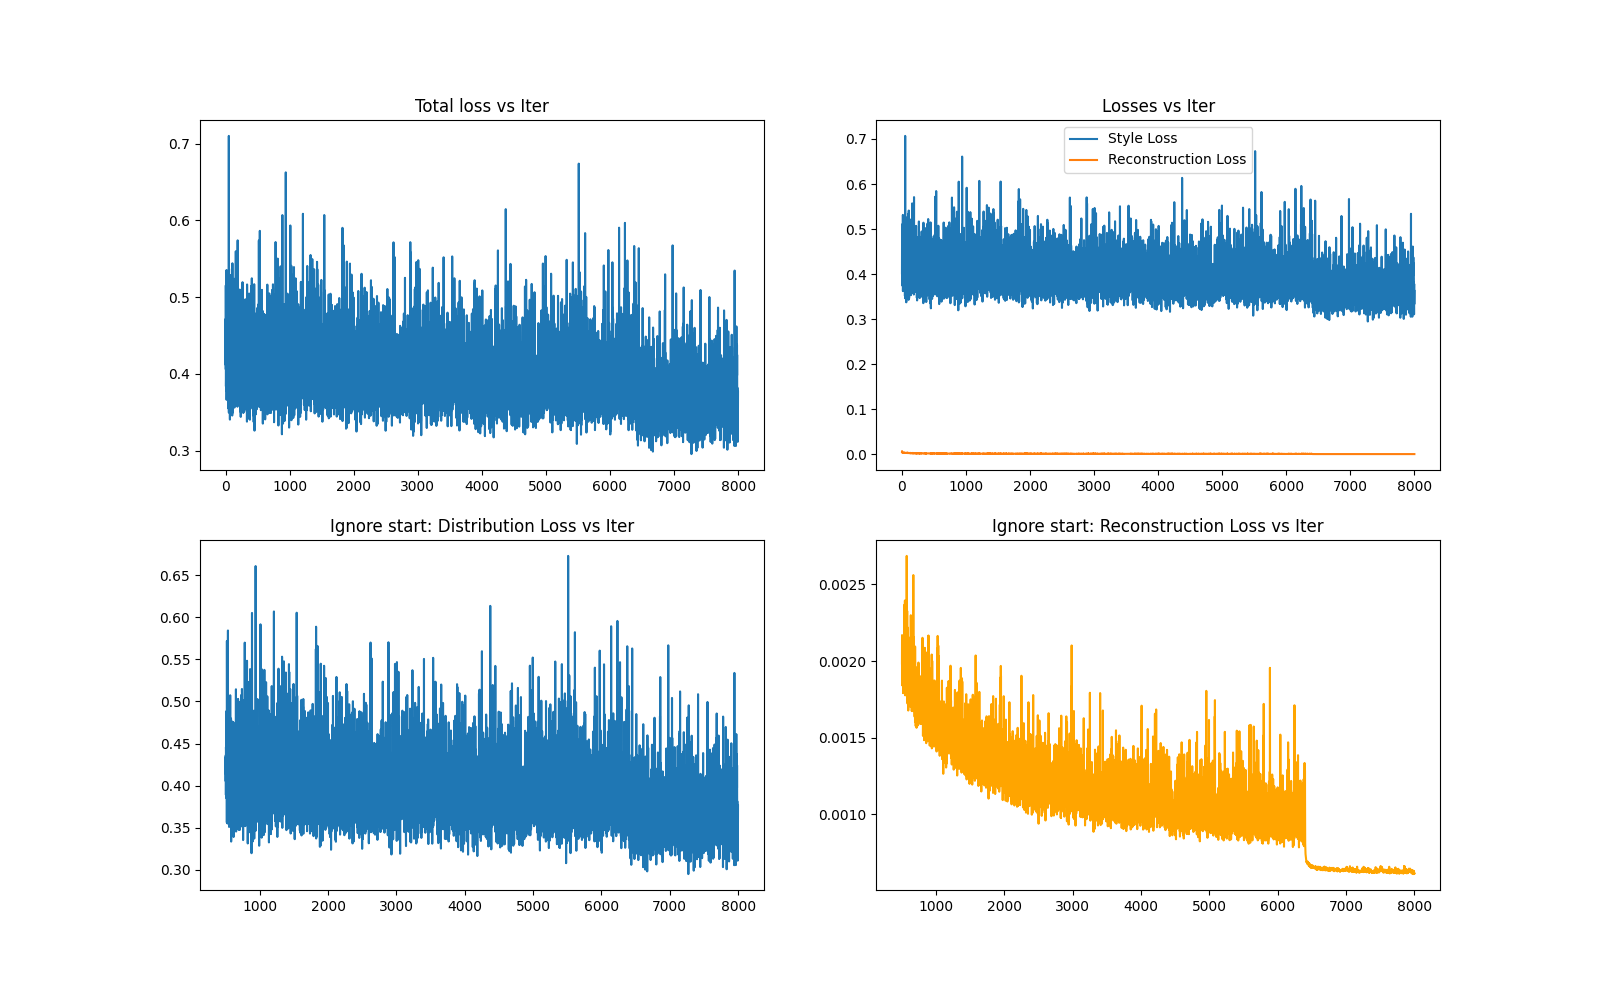 Total loss vs Iter
0.7
0.6
0.5
0.4
0.3
0 1000 2000 3000 4000 5000 6000 7000 8000
Losses vs Iter
Style Loss
Reconstruction Loss
0.7
0.6
0.5
0.4
0.3
0.2
0.1
0.0
0 1000 2000 3000 4000 5000 6000 7000 8000
Ignore start: Distribution Loss vs Iter
0.65
0.60
0.55
0.50
0.45
0.40
0.35
0.30
1000 2000 3000 4000 5000 6000 7000 8000
Ignore start: Reconstruction Loss vs Iter
0.0025
0.0020
0.0015
0.0010
1000 2000 3000 4000 5000 6000 7000 8000